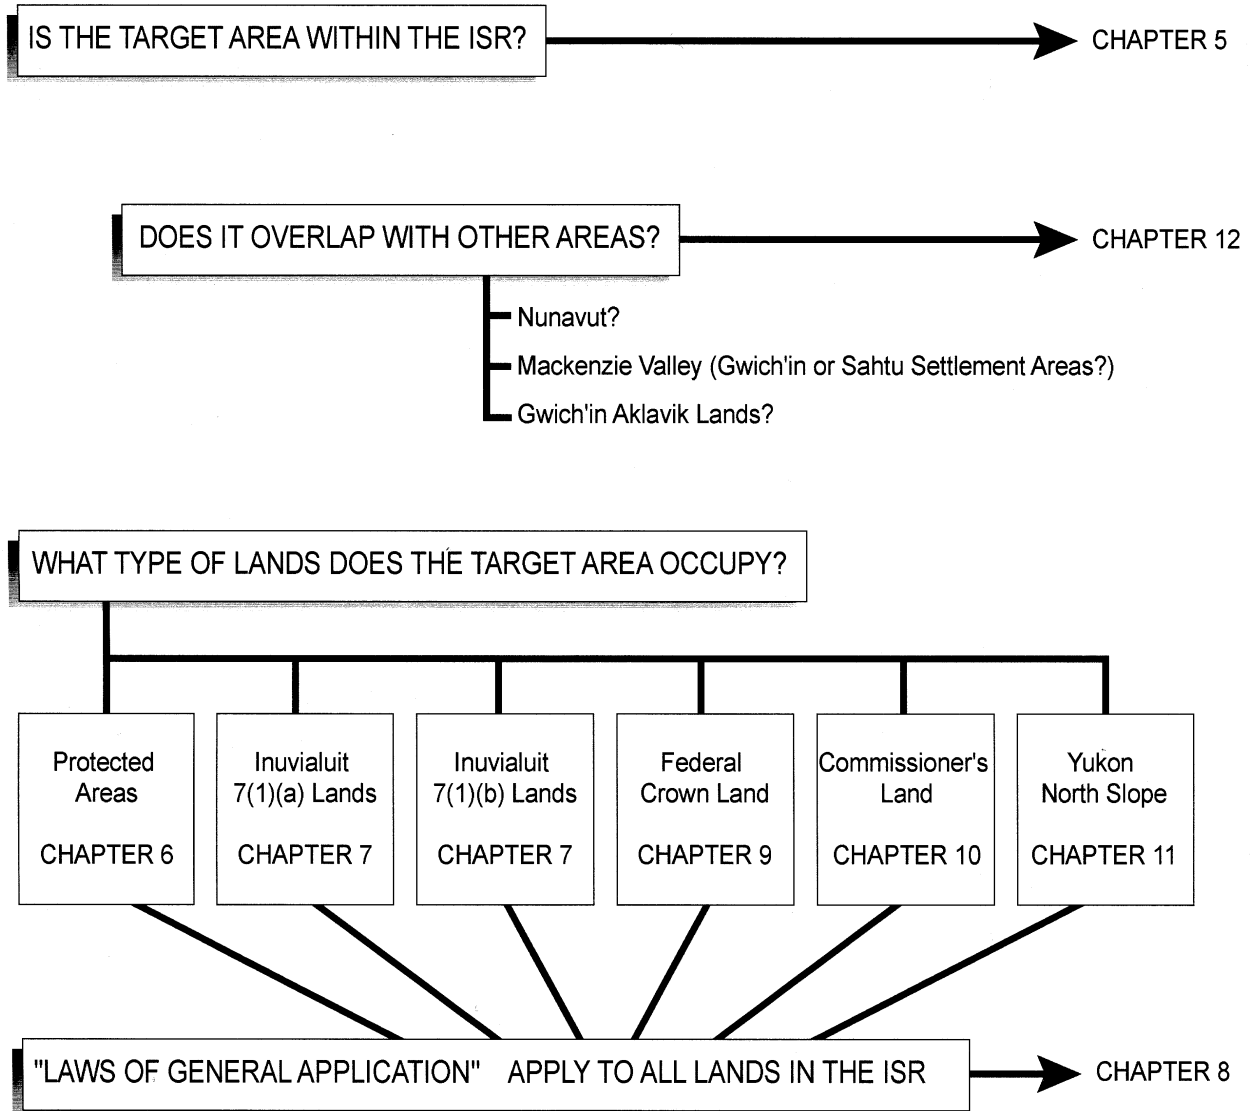 IS THE TARGET AREA WITHIN THE ISR?
CHAPTER 5
DOES IT OVERLAP WITH OTHER AREAS?
CHAPTER 12
Nunavut?
Mackenzie Valley (Gwich'in or Sahtu Settlement Areas?)
Gwich'in Aklavik Lands?
WHAT TYPE OF LANDS DOES THE TARGET AREA OCCUPY?
Protected
Areas
CHAPTER 6
Inuvialuit
7(1)(a) Lands
CHAPTER 7
Inuvialuit
7(1)(b) Lands
CHAPTER 7
Federal
Crown Land
CHAPTER 9
Commissioner's
Land
CHAPTER 10
Yukon
North Slope
CHAPTER 11
"LAWS OF GENERAL APPLICATION" APPLY TO ALL LANDS IN THE ISR
CHAPTER 8